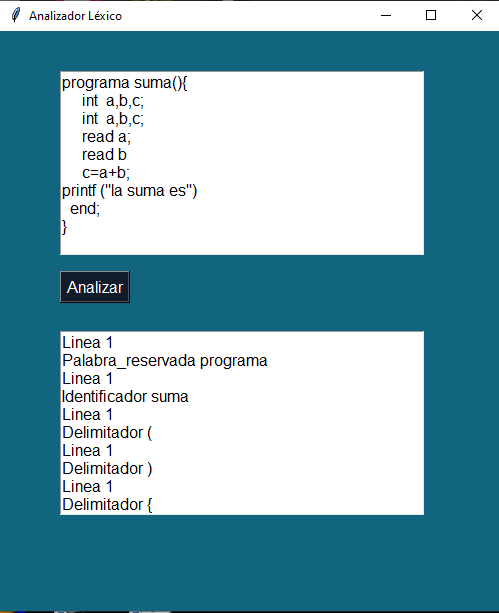 Analizador Léxico
programa suma(){
int a,b,c;
int a,b,c;
read a;
read b
c=a+b;
printf ("la suma es")
end;
}
Analizar
Linea 1
Palabra_reservada programa
Linea 1
Identificador suma
Linea 1
Delimitador (
Linea 1
Delimitador )
Linea 1
Delimitador {